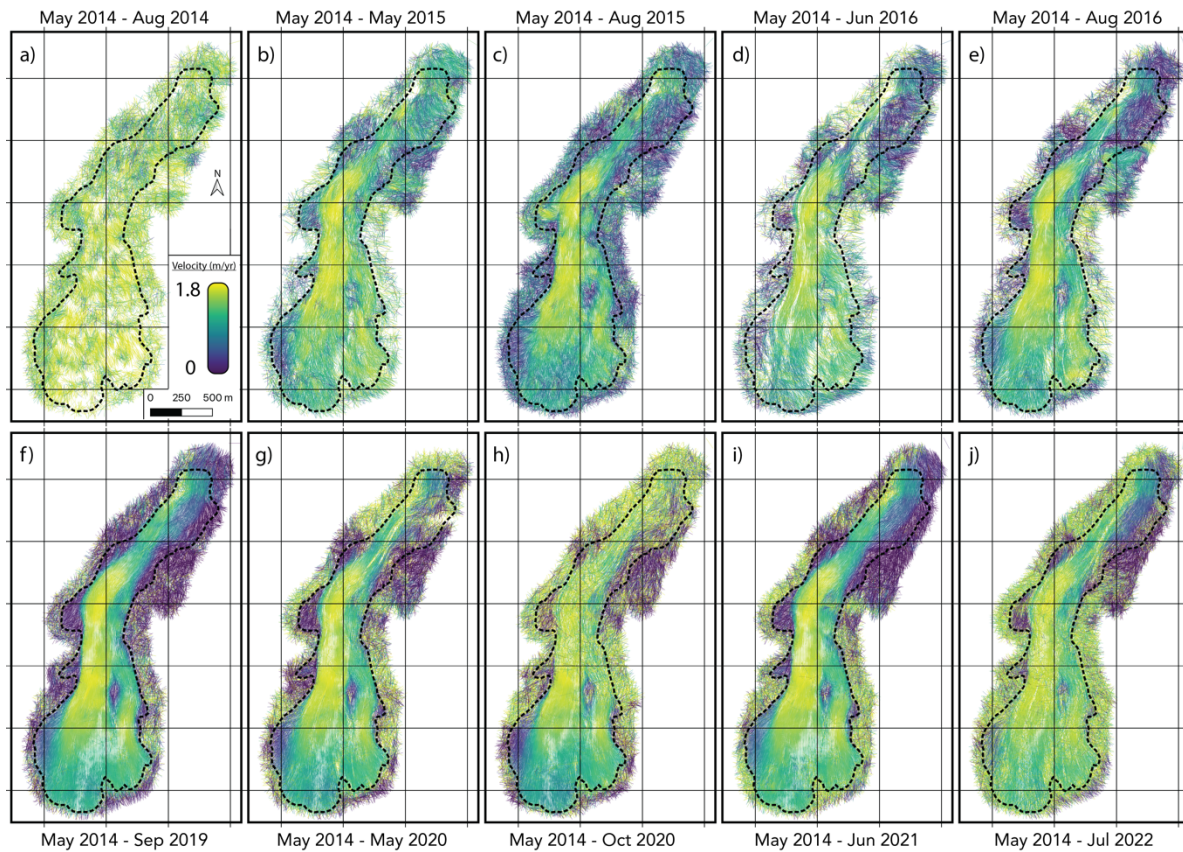 May 2014 - Aug 2014
May 2014 - May 2015
May 2014 - Aug 2015
May 2014 - Jun 2016
May 2014 - Aug 2016
a)
b)
c)
d)
e)
N
Velocity (m/yr)
1.8
0
0 250 500 m
f)
g)
h)
i)
j)
May 2014 - Sep 2019
May 2014 - May 2020
May 2014 - Oct 2020
May 2014 - Jun 2021
May 2014 - Jul 2022